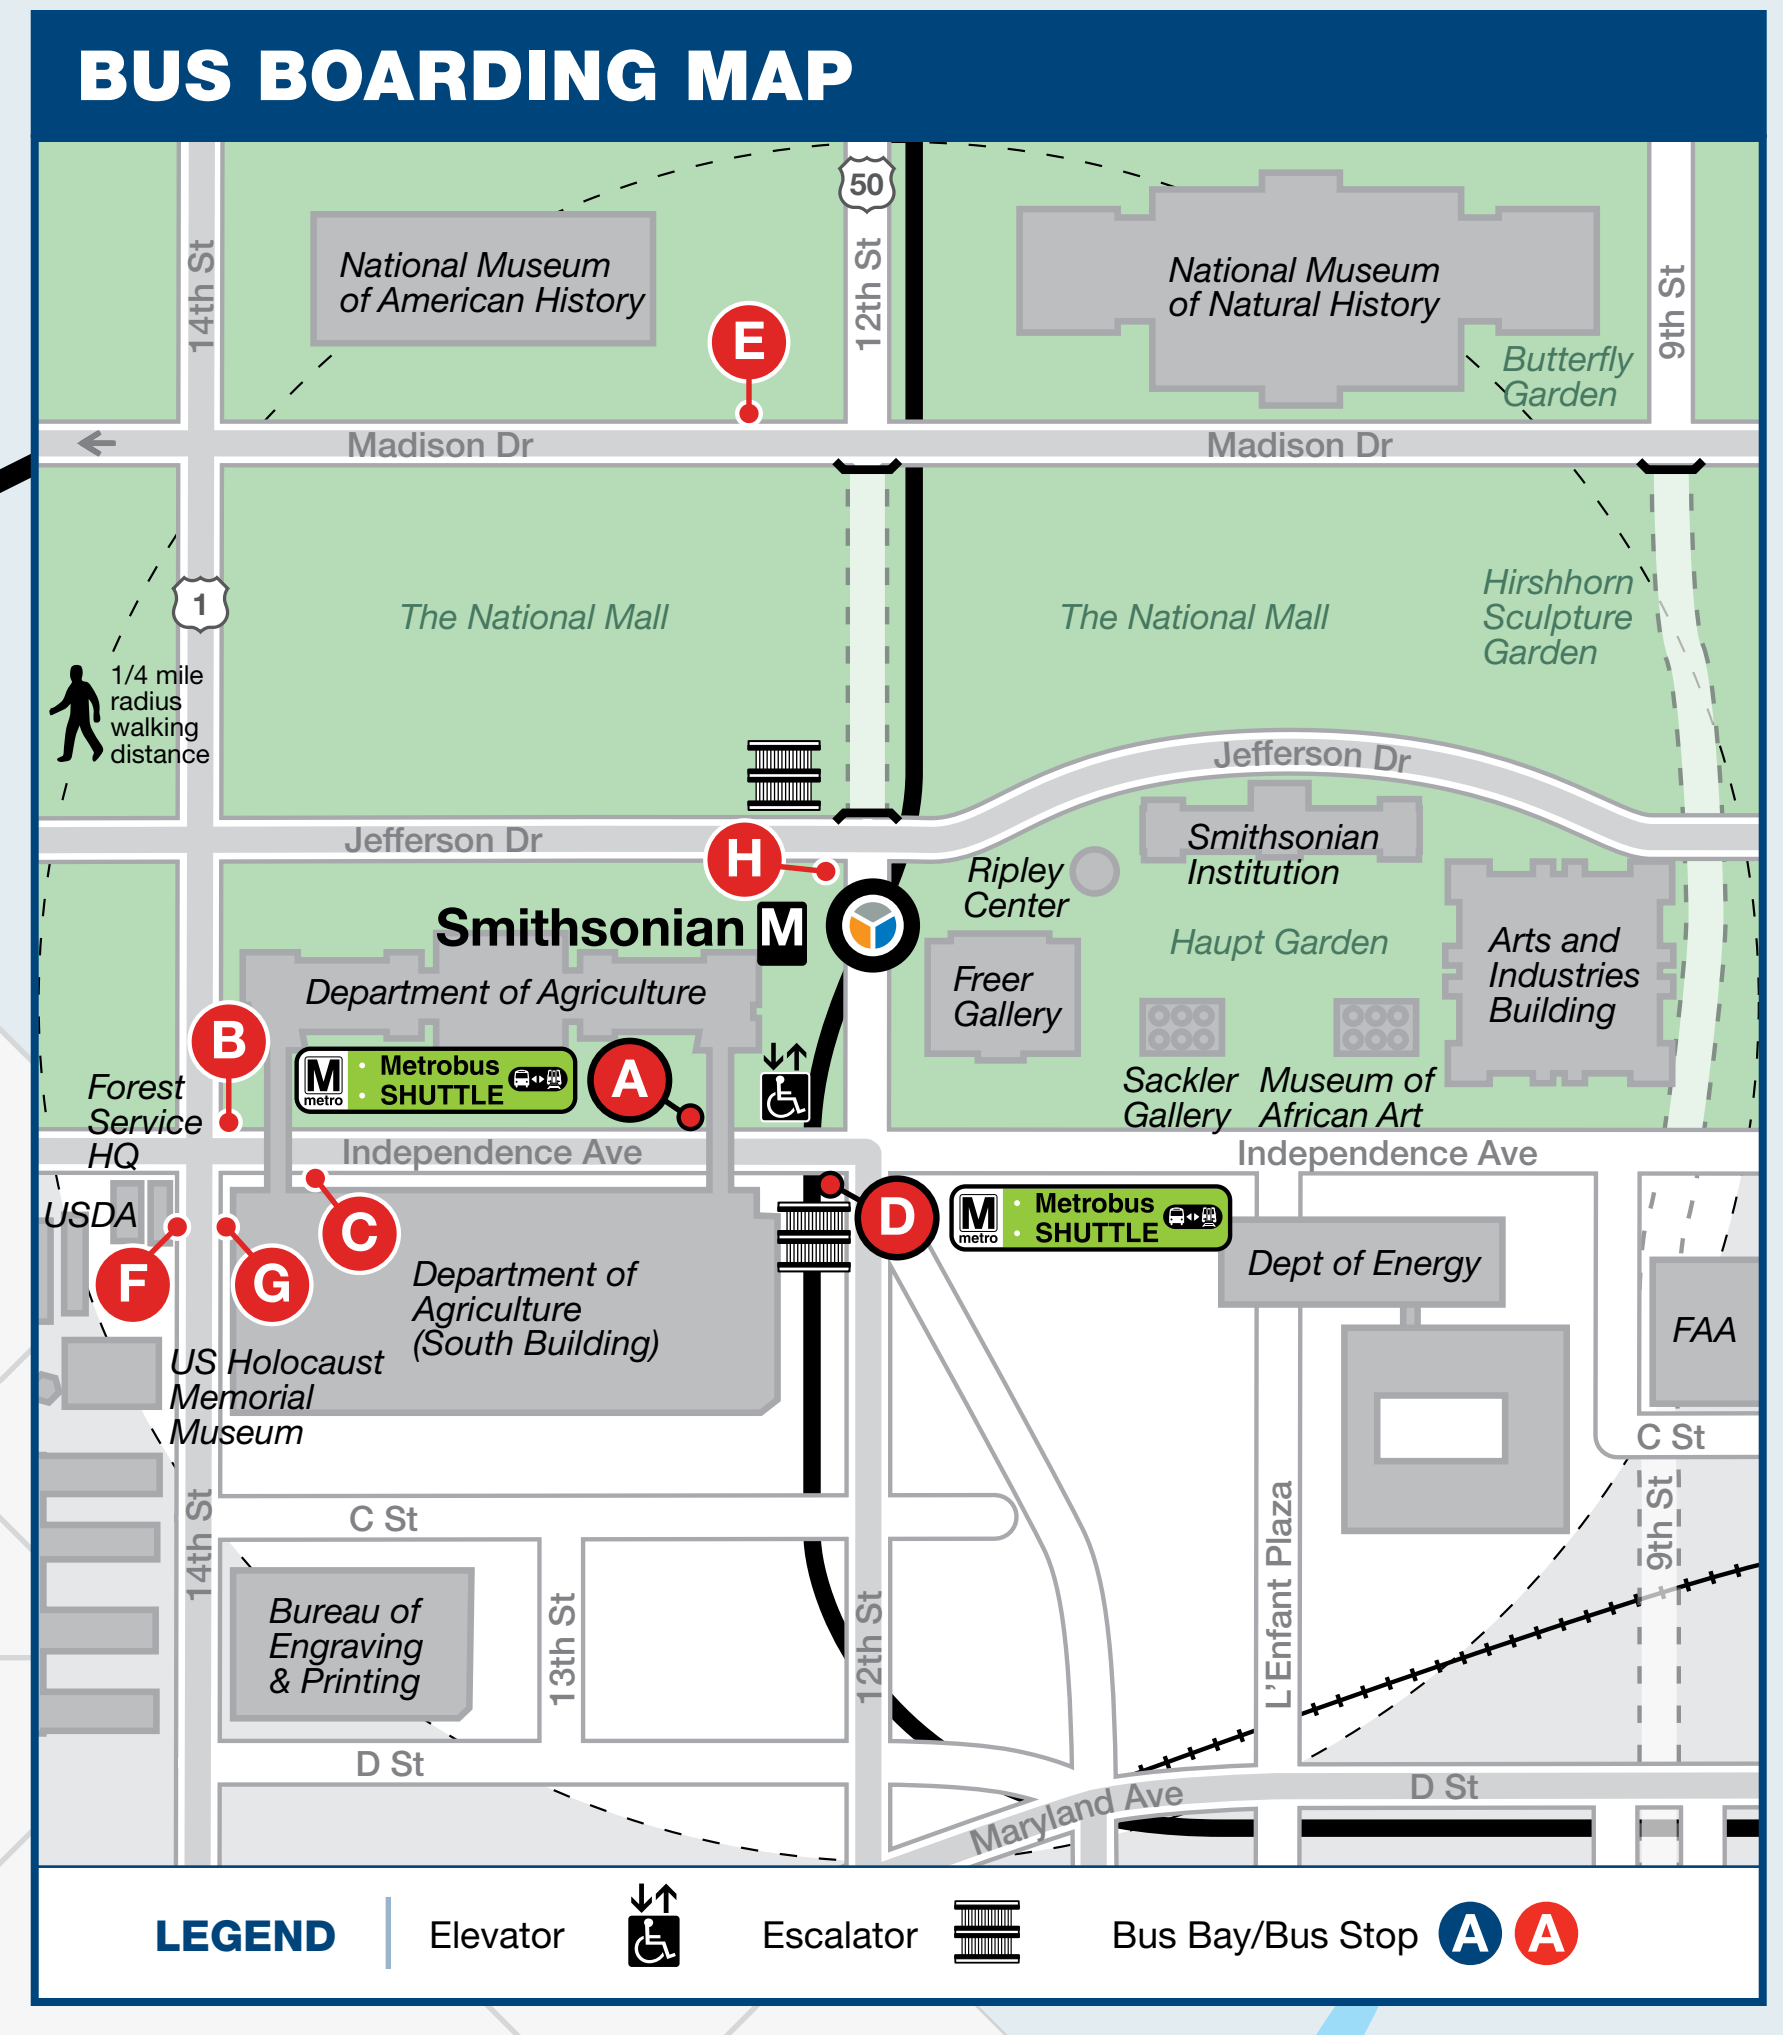 BUS BOARDING MAP
50
14th St
National Museum
of American History
12th St
National Museum
of Natural History
9th St
E
Butterfly
Garden
Madison Dr
Madison Dr
1
The National Mall
The National Mall
Hirshhorn
Sculpture
Garden
1/4 mile
radius
walking
distance
Jefferson Dr
Jefferson Dr
H
Ripley
Center
Smithsonian
Institution
Smithsonian M
Haupt Garden
Arts and
Industries
Building
Department of Agriculture
Freer
Gallery
B
M
metro
Metrobus
SHUTTLE
A
Forest
Service
HQ
Sackler
Gallery
Museum of
African Art
Independence Ave
Independence Ave
USDA
C
D
M
metro
Metrobus
SHUTTLE
F
G
Department of
Agriculture
(South Building)
Dept of Energy
FAA
US Holocaust
Memorial
Museum
C St
C St
14th St
9th St
L'Enfant Plaza
13th St
12th St
Bureau of
Engraving
& Printing
D St
D St
Maryland Ave
LEGEND
Elevator
Escalator
Bus Bay/Bus Stop A A